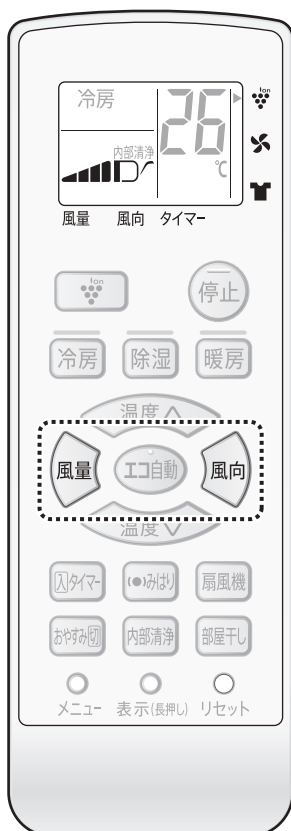 冷房
26
ion
内部清浄
℃
風量 風向 タイマー
ion
停止
冷房 除湿 暖房
温度
風量 エコ自動 風向
温度
入タイマー みはり 扇風機
おやすみ切 内部清浄 部屋干し
メニュー 表示(長押し) リセット